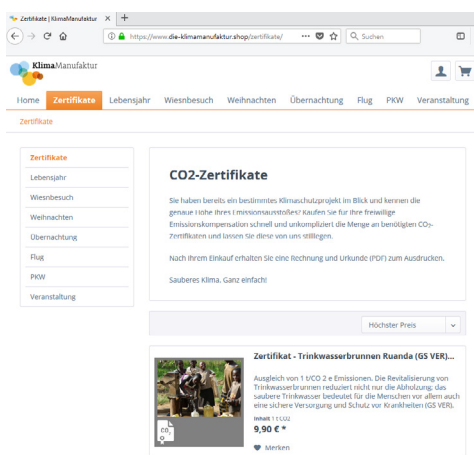 Zertifikate | KlimaManufaktur × +
https://www.die-klimamanufaktur.shop/zertifikate/ ••• Suchen
KlimaManufaktur
Home Zertifikate Lebensjahr Wiesnbesuch Weihnachten Übernachtung Flug PKW Veranstaltung
Zertifikate
Zertifikate
Lebensjahr
Wiesnbesuch
Weihnachten
Übernachtung
Flug
PKW
Veranstaltung
CO2-Zertifikate
Sie haben bereits ein bestimmtes Klimaschutzprojekt im Blick und kennen die
genaue Höhe Ihres Emissionsausstoßes? Kaufen Sie für Ihre freiwillige
Emissionskompensation schnell und unkompliziert die Menge an benötigten CO₂-
Zertifikaten und lassen Sie diese von uns stilllegen.
Nach Ihrem Einkauf erhalten Sie eine Rechnung und Urkunde (PDF) zum Ausdrucken.
Sauberes Klima. Ganz einfach!
Höchster Preis
Zertifikat - Trinkwasserbrunnen Ruanda (GS VER)...
Ausgleich von 1 t/CO 2 e Emissionen. Die Revitalisierung von
Trinkwasserbrunnen reduziert nicht nur die Abholzung; das
saubere Trinkwasser bedeutet für die Menschen vor allem auch
eine sichere Versorgung und Schutz vor Krankheiten (GS VER).
Inhalt 1 t CO2
9,90 € *
Merken
CO₂